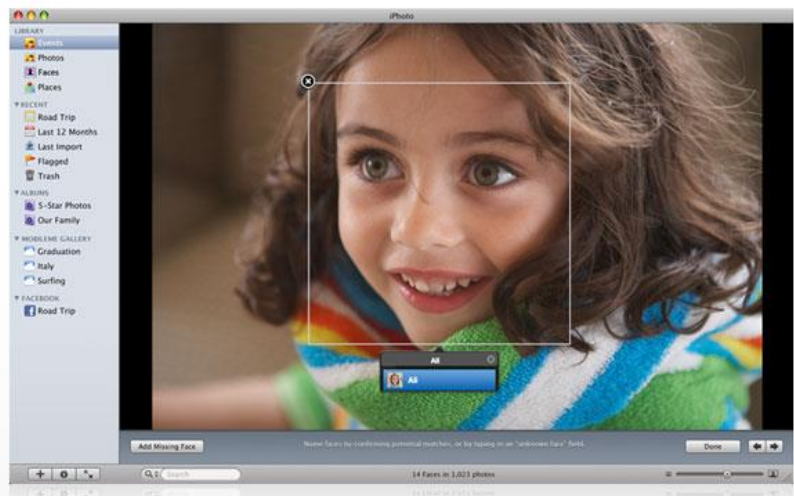 iPhoto
LIBRARY
Events
Photos
Faces
Places
RECENT
Road Trip
Last 12 Months
Last Import
Flagged
Trash
ALBUMS
5-Star Photos
Our Family
MOBILEME GALLERY
Graduation
Italy
Surfing
FACEBOOK
Road Trip
Ali
Ali
Add Missing Face
Name faces by confirming potential matches, or by typing in an "unknown face" field.
Done
Search
14 Faces in 1,023 photos